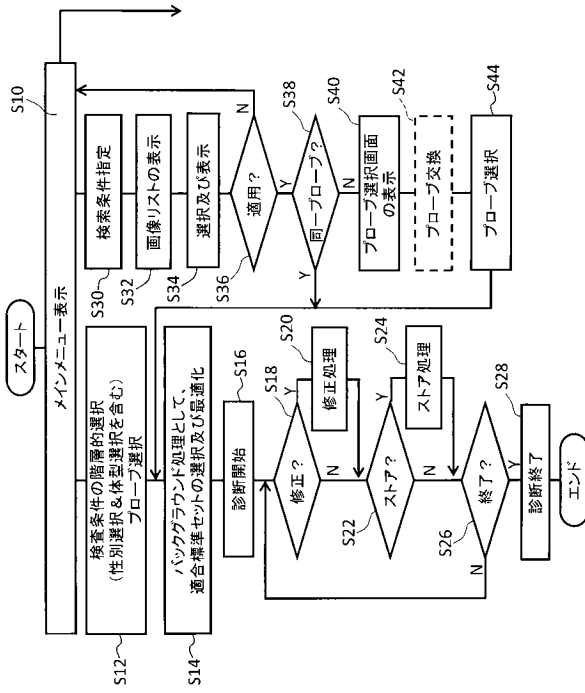 スタート
メインメニュー表示
S10
検査条件の階層的選択
(性別選択&体型選択を含む)
プローブ選択
S12
バックグラウンド処理として、
適合標準セットの選択及び最適化
S14
診断開始
S16
修正?
S18
Y
N
修正処理
S20
ストア?
S22
Y
N
ストア処理
S24
終了?
S26
N
Y
診断終了
S28
エンド
検索条件指定
S30
画像リストの表示
S32
選択及び表示
S34
適用?
S36
N
Y
同一プローブ?
S38
Y
N
プローブ選択画面
の表示
S40
プローブ交換
S42
プローブ選択
S44